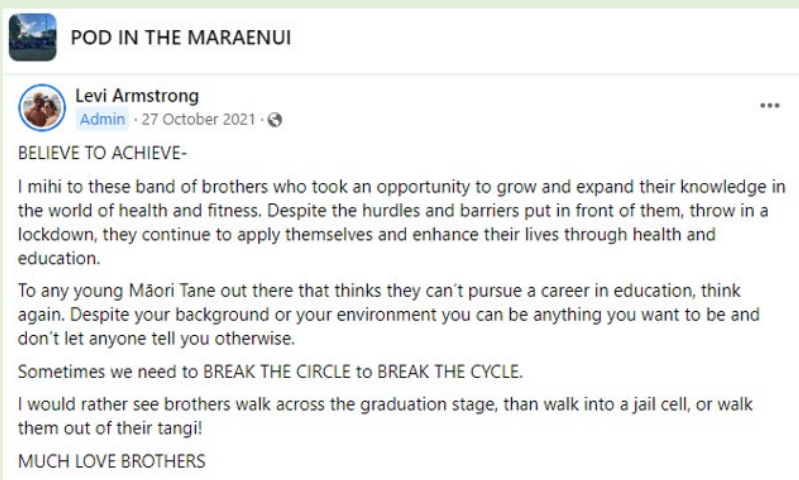 POD IN THE MARAENUI
Levi Armstrong
Admin · 27 October 2021 ·
BELIEVE TO ACHIEVE-
I mihi to these band of brothers who took an opportunity to grow and expand their knowledge in
the world of health and fitness. Despite the hurdles and barriers put in front of them, throw in a
lockdown, they continue to apply themselves and enhance their lives through health and
education.
To any young Māori Tane out there that thinks they can't pursue a career in education, think
again. Despite your background or your environment you can be anything you want to be and
don't let anyone tell you otherwise.
Sometimes we need to BREAK THE CIRCLE to BREAK THE CYCLE.
I would rather see brothers walk across the graduation stage, than walk into a jail cell, or walk
them out of their tangi!
MUCH LOVE BROTHERS